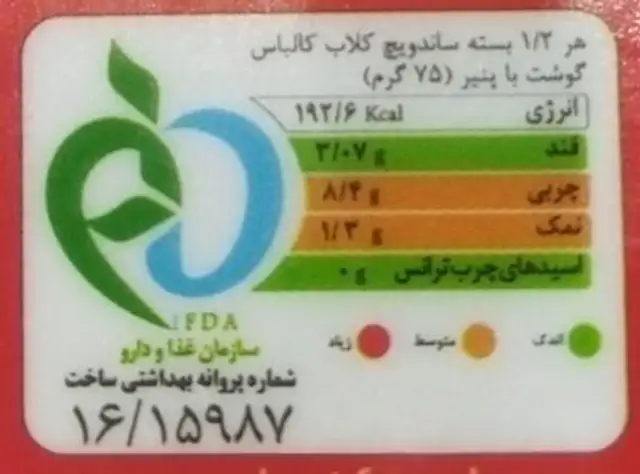 هر ۱/۲ بسته ساندویچ کلاب کالباس
گوشت با پنیر (۷۵ گرم)
انرژی ۱۹۲/۶ Kcal
قند ۳/۰۷ g
چربی ۸/۴ g
نمک ۱/۳ g
اسیدهای چرب ترانس ۰ g
اندک متوسط زیاد
IFDA
سازمان غذا و دارو
شماره پروانه بهداشتی ساخت
۱۶/۱۵۹۸۷